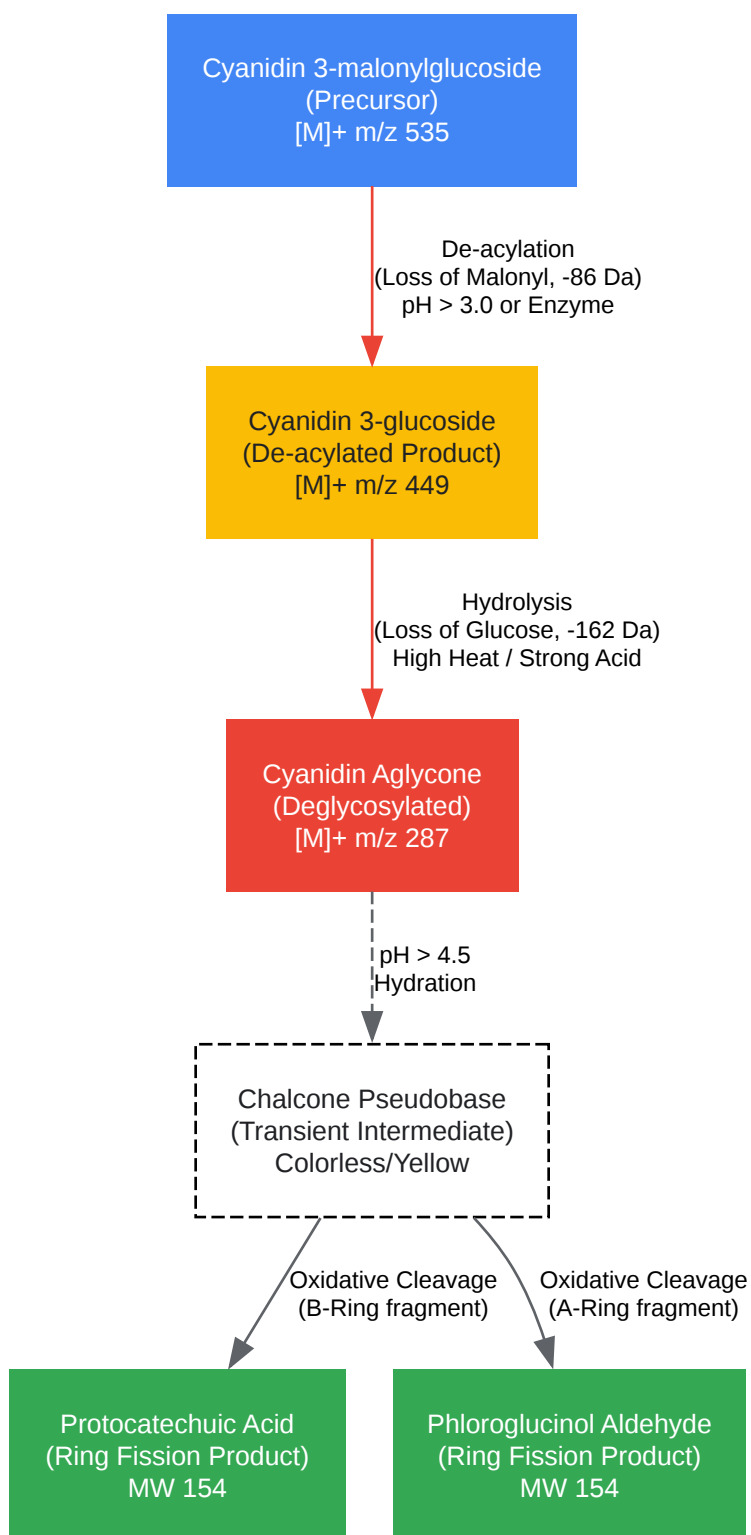 Cyanidin 3-malonylglucoside
(Precursor)
[M]+ m/z 535
De-acylation
(Loss of Malonyl, -86 Da)
pH > 3.0 or Enzyme
Cyanidin 3-glucoside
(De-acylated Product)
[M]+ m/z 449
Hydrolysis
(Loss of Glucose, -162 Da)
High Heat / Strong Acid
Cyanidin Aglycone
(Deglycosylated)
[M]+ m/z 287
pH > 4.5
Hydration
Chalcone Pseudobase
(Transient Intermediate)
Colorless/Yellow
Oxidative Cleavage
(B-Ring fragment)
Oxidative Cleavage
(A-Ring fragment)
Protocatechuic Acid
(Ring Fission Product)
MW 154
Phloroglucinol Aldehyde
(Ring Fission Product)
MW 154